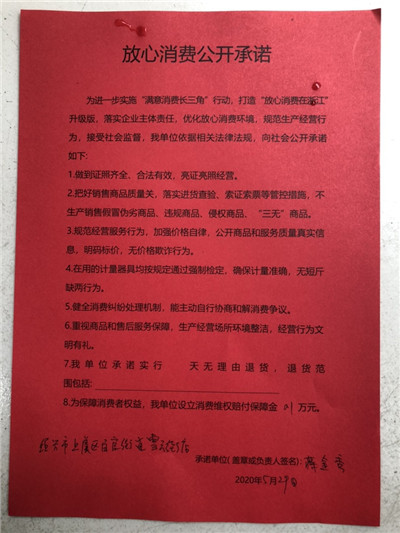 放心消费公开承诺
为进一步实施“满意消费长三角”行动，打造“放心消费在浙江”
升级版，落实企业主体责任，优化放心消费环境，规范生产经营行
为，接受社会监督，我单位依据相关法律法规，向社会公开承诺
如下:
1.做到证照齐全、合法有效，亮证亮照经营。
2.把好销售商品质量关，落实进货查验、索证索票等管控措施，不
生产销售假冒伪劣商品、违规商品、侵权商品、“三无”商品。
3.规范经营服务行为，加强价格自律，公开商品和服务质量真实信
息，明码标价，无价格欺诈行为。
4.在用的计量器具均按规定通过强制检定，确保计量准确，无短斤
缺两行为。
5.健全消费纠纷处理机制，能主动自行协商和解消费争议。
6.重视商品和售后服务保障，生产经营场所环境整洁，经营行为文
明有礼。
7.我单位承诺实行 天无理由退货，退货范
围包括:
8.为保障消费者权益，我单位设立消费维权赔付保障金 0.1 万元。
绍兴市上虞区百官街道
承诺单位(盖章或负责人签名):
2020年5月29日